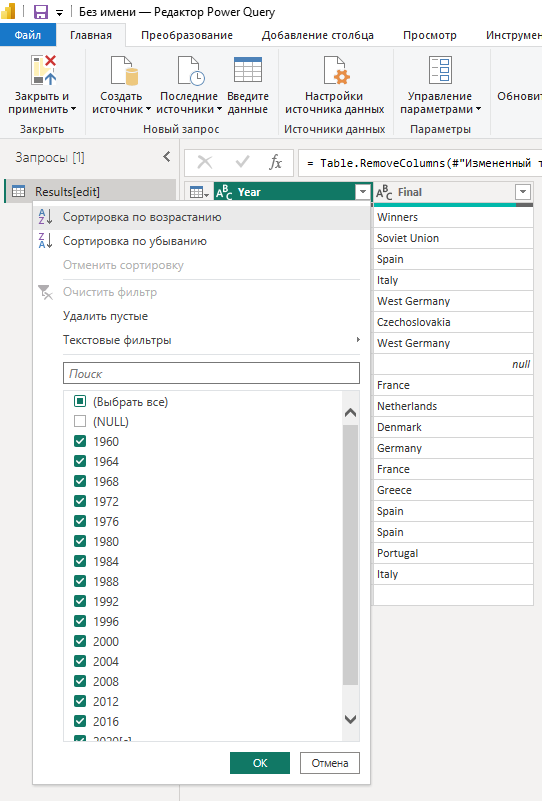 Без имени — Редактор Power Query
Файл Главная Преобразование Добавление столбца Просмотр Инструмен
Закрыть и применить
Создать источник
Последние источники
Введите данные
Настройки источника данных
Управление параметрами
Обновит
Закрыть Новый запрос Источники данных Параметры
Запросы [1]
fx = Table.RemoveColumns(#"Измененный т
Results[edit]
ABC Year ABC Final
AZ Сортировка по возрастанию
ZA Сортировка по убыванию
Отменить сортировку
Очистить фильтр
Удалить пустые
Текстовые фильтры
Поиск
(Выбрать все)
(NULL)
1960
1964
1968
1972
1976
1980
1984
1988
1992
1996
2000
2004
2008
2012
2016
OK Отмена
Winners
Soviet Union
Spain
Italy
West Germany
Czechoslovakia
West Germany
null
France
Netherlands
Denmark
Germany
France
Greece
Spain
Spain
Portugal
Italy